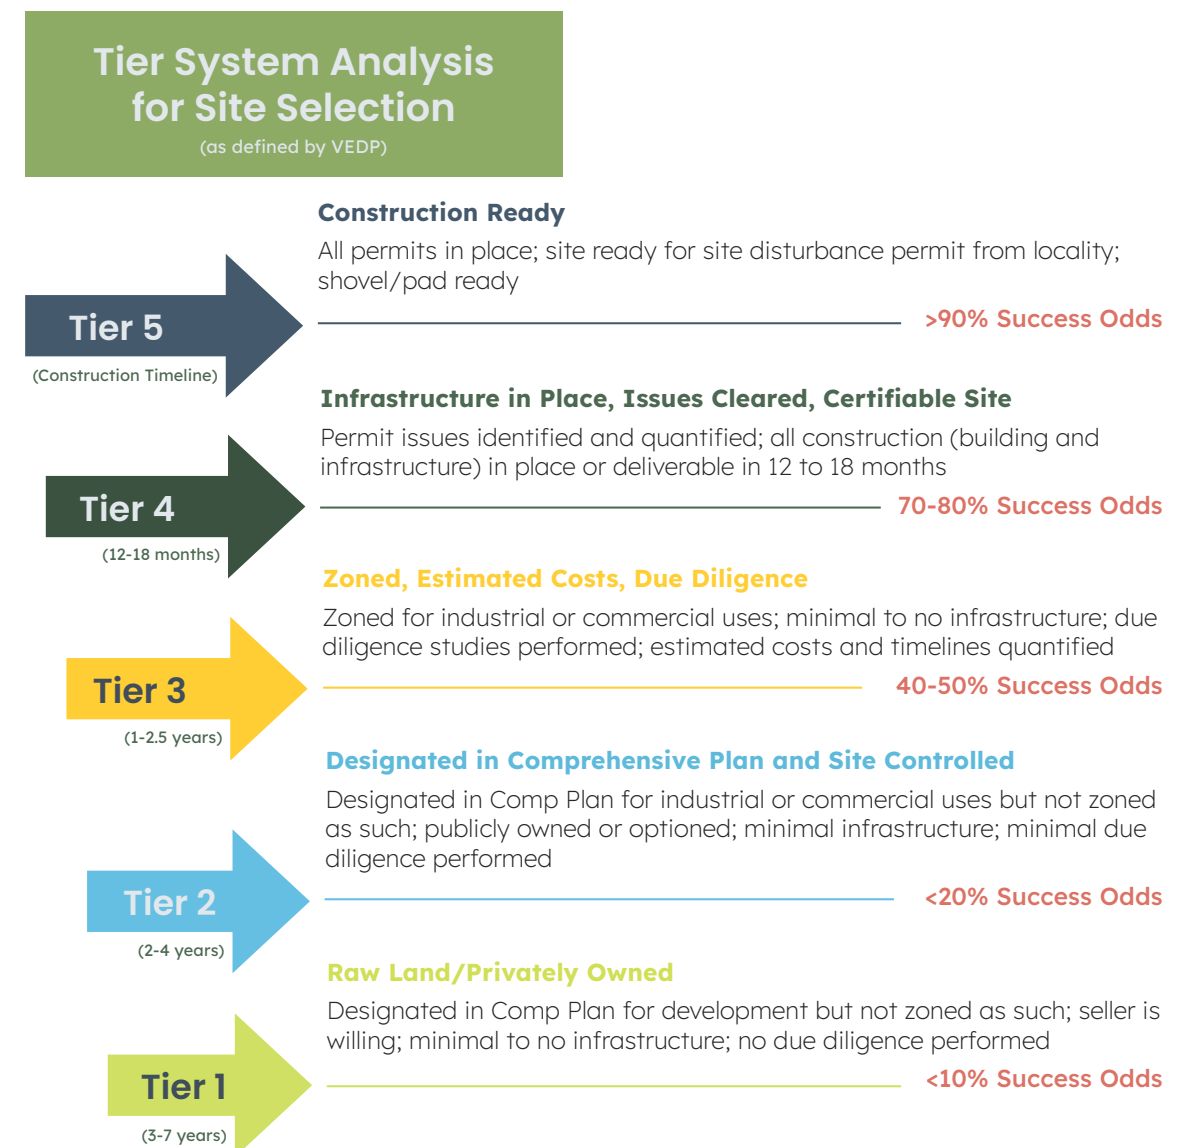 Tier System Analysis
for Site Selection
(as defined by VEDP)
Construction Ready
All permits in place; site ready for site disturbance permit from locality;
shovel/pad ready
Tier 5
>90% Success Odds
(Construction Timeline)
Infrastructure in Place, Issues Cleared, Certifiable Site
Permit issues identified and quantified; all construction (building and
infrastructure) in place or deliverable in 12 to 18 months
Tier 4
70-80% Success Odds
(12-18 months)
Zoned, Estimated Costs, Due Diligence
Zoned for industrial or commercial uses; minimal to no infrastructure; due
diligence studies performed; estimated costs and timelines quantified
Tier 3
40-50% Success Odds
(1-2.5 years)
Designated in Comprehensive Plan and Site Controlled
Designated in Comp Plan for industrial or commercial uses but not zoned
as such; publicly owned or optioned; minimal infrastructure; minimal due
diligence performed
Tier 2
<20% Success Odds
(2-4 years)
Raw Land/Privately Owned
Designated in Comp Plan for development but not zoned as such; seller is
willing; minimal to no infrastructure; no due diligence performed
Tier 1
<10% Success Odds
(3-7 years)